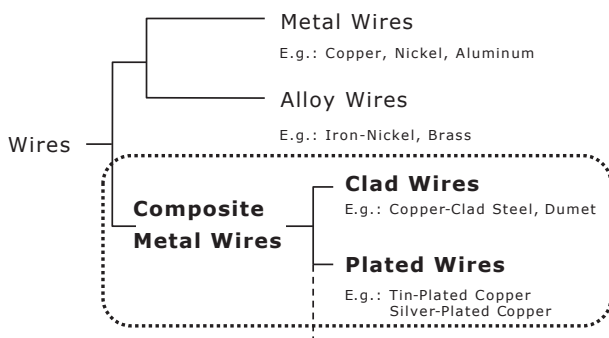 Metal Wires
E.g.: Copper, Nickel, Aluminum
Alloy Wires
E.g.: Iron-Nickel, Brass
Wires
Composite
Metal Wires
Clad Wires
E.g.: Copper-Clad Steel, Dumet
Plated Wires
E.g.: Tin-Plated Copper
Silver-Plated Copper